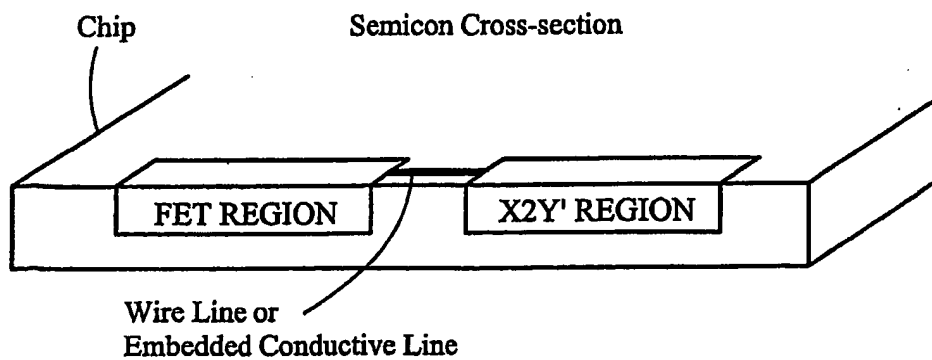 Chip
Semicon Cross-section
FET REGION
X2Y' REGION
Wire Line or
Embedded Conductive Line